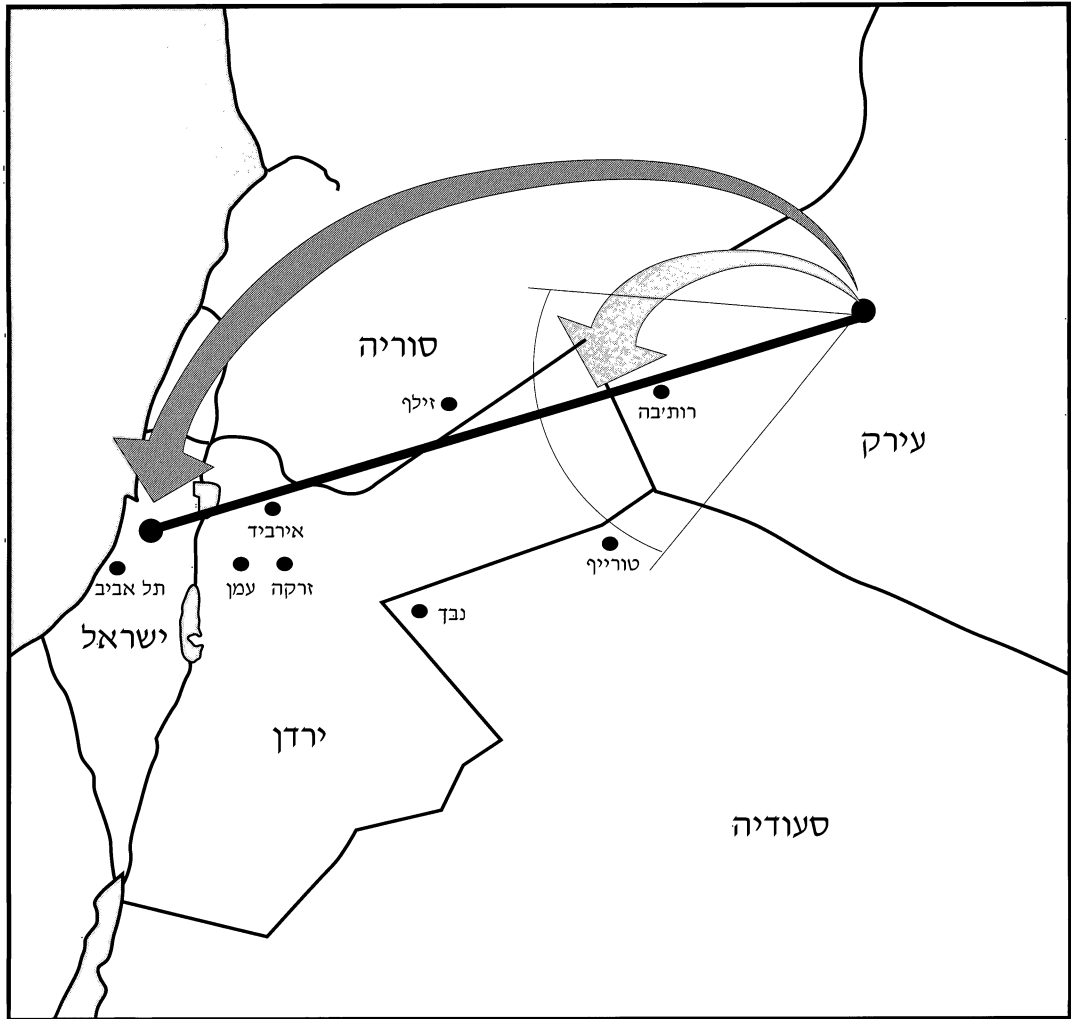 סוריה
זילף
רות׳בה
עירק
אירביד
טורייף
תל אביב
עמן
זרקה
נבך
ישראל
ירדן
סעודיה